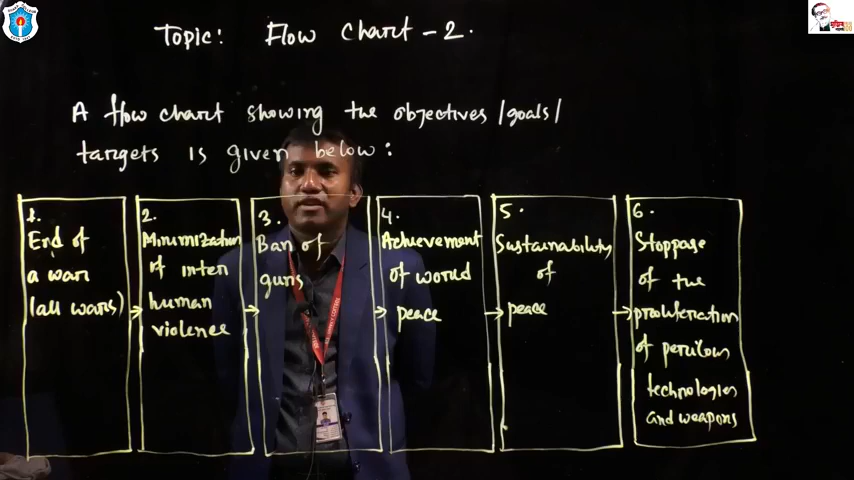 Topic: Flow Chart - 2.
A flow chart showing the objectives/goals/
targets is given below:
1.
End of
a war
(all wars)
2.
Minimization
of inter
human
violence
3.
Ban of
guns
4.
Achievement
of world
peace
5.
Sustainability
of
peace
6.
Stoppage
of the
proliferation
of perilous
technologies
and weapons